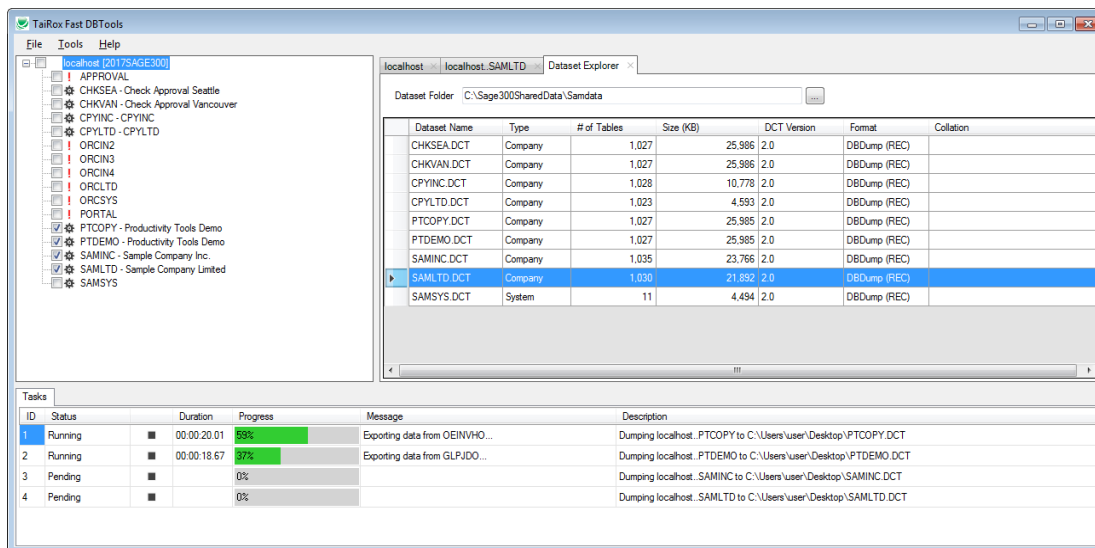 TaiRox Fast DBTools
File Tools Help
localhost [2017SAGE300]
APPROVAL
CHKSEA - Check Approval Seattle
CHKVAN - Check Approval Vancouver
CPYINC - CPYINC
CPYLTD - CPYLTD
ORCIN2
ORCIN3
ORCIN4
ORCLTD
ORCSYS
PORTAL
PTCOPY - Productivity Tools Demo
PTDEMO - Productivity Tools Demo
SAMINC - Sample Company Inc.
SAMLTD - Sample Company Limited
SAMSYS
localhost localhost..SAMLTD Dataset Explorer
Dataset Folder C:\Sage300SharedData\Samdata ...
Dataset Name Type # of Tables Size (KB) DCT Version Format Collation
CHKSEA.DCT Company 1,027 25,986 2.0 DBDump (REC)
CHKVAN.DCT Company 1,027 25,986 2.0 DBDump (REC)
CPYINC.DCT Company 1,028 10,778 2.0 DBDump (REC)
CPYLTD.DCT Company 1,023 4,593 2.0 DBDump (REC)
PTCOPY.DCT Company 1,027 25,985 2.0 DBDump (REC)
PTDEMO.DCT Company 1,027 25,985 2.0 DBDump (REC)
SAMINC.DCT Company 1,035 23,766 2.0 DBDump (REC)
SAMLTD.DCT Company 1,030 21,892 2.0 DBDump (REC)
SAMSYS.DCT System 11 4,494 2.0 DBDump (REC)
Tasks
ID Status Duration Progress Message Description
1 Running 00:00:20.01 59% Exporting data from OEINVHO... Dumping localhost..PTCOPY to C:\Users\user\Desktop\PTCOPY.DCT
2 Running 00:00:18.67 37% Exporting data from GLPJDO... Dumping localhost..PTDEMO to C:\Users\user\Desktop\PTDEMO.DCT
3 Pending 0% Dumping localhost..SAMINC to C:\Users\user\Desktop\SAMINC.DCT
4 Pending 0% Dumping localhost..SAMLTD to C:\Users\user\Desktop\SAMLTD.DCT